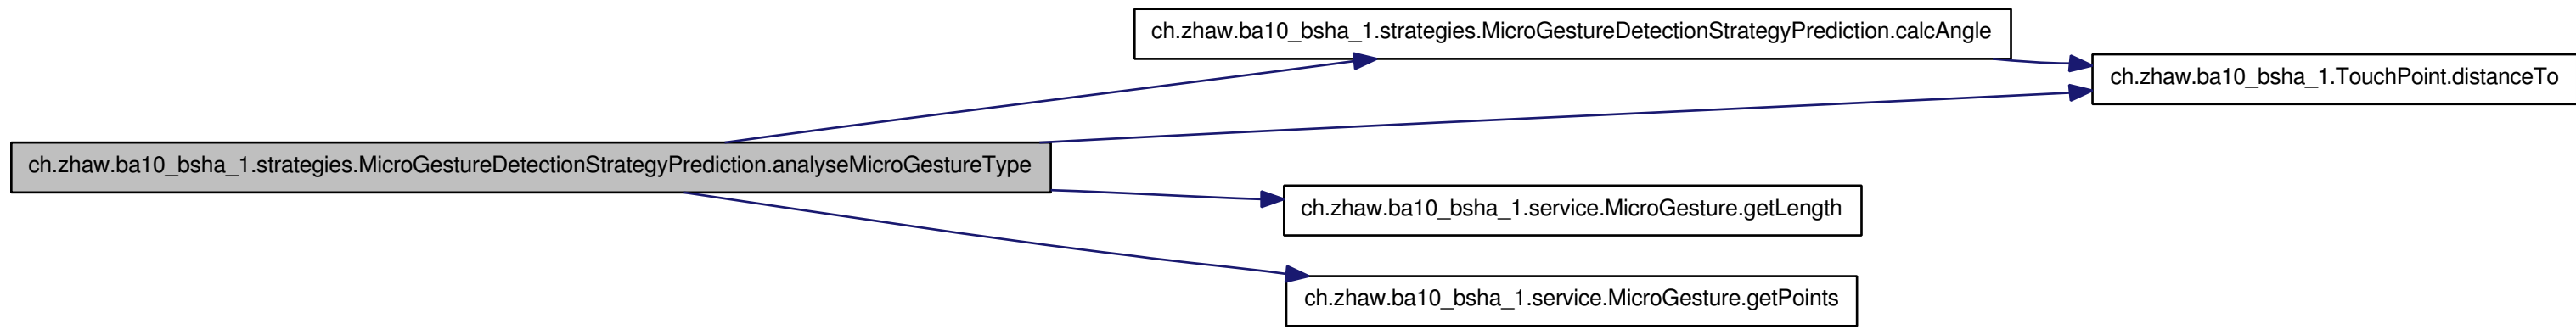 ch.zhaw.ba10_bsha_1.strategies.MicroGestureDetectionStrategyPrediction.calcAngle
ch.zhaw.ba10_bsha_1.TouchPoint.distanceTo
ch.zhaw.ba10_bsha_1.strategies.MicroGestureDetectionStrategyPrediction.analyseMicroGestureType
ch.zhaw.ba10_bsha_1.service.MicroGesture.getLength
ch.zhaw.ba10_bsha_1.service.MicroGesture.getPoints